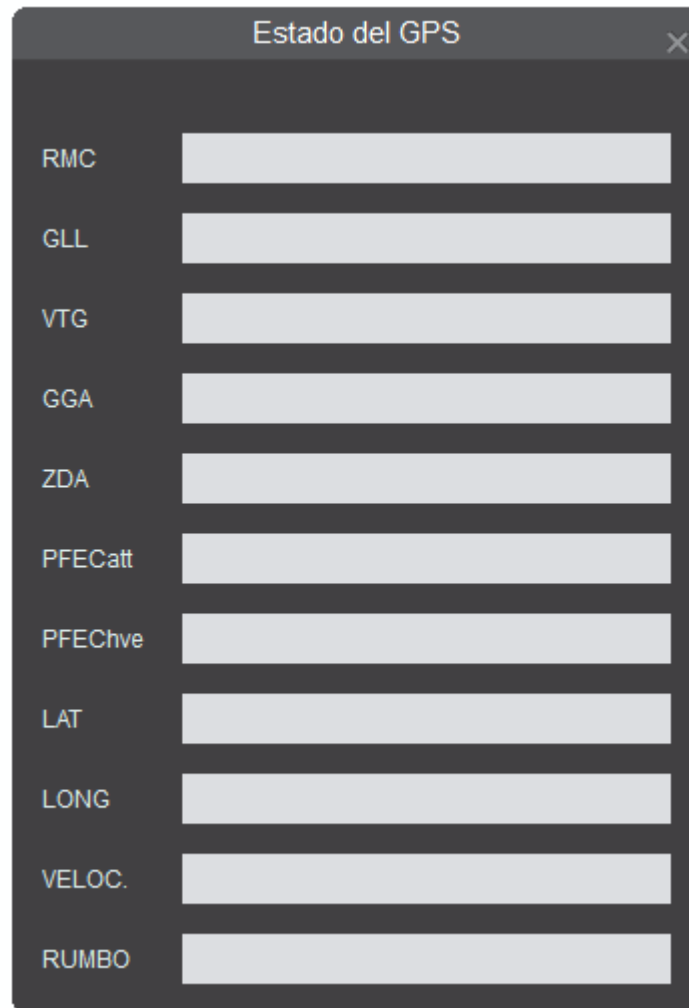 Estado del GPS
RMC
GLL
VTG
GGA
ZDA
PFECatt
PFEChve
LAT
LONG
VELOC.
RUMBO